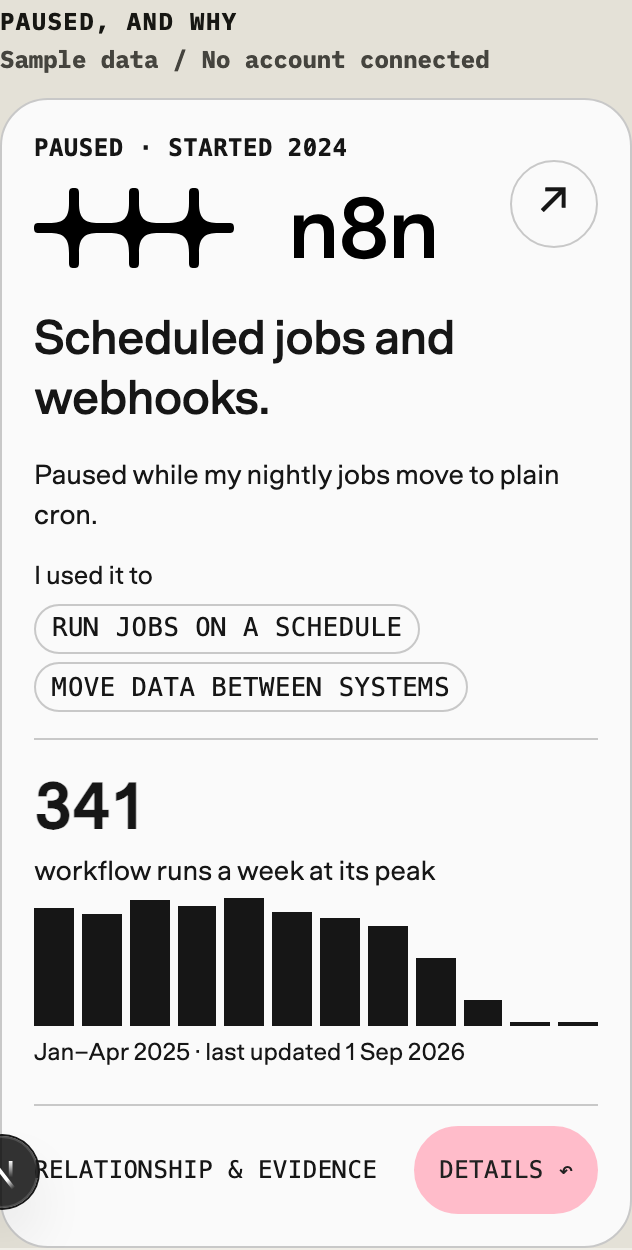 PAUSED, AND WHY
Sample data / No account connected
PAUSED · STARTED 2024
n8n
Scheduled jobs and
webhooks.
Paused while my nightly jobs move to plain
cron.
I used it to
RUN JOBS ON A SCHEDULE
MOVE DATA BETWEEN SYSTEMS
341
workflow runs a week at its peak
Jan–Apr 2025 · last updated 1 Sep 2026
RELATIONSHIP & EVIDENCE
DETAILS ↶